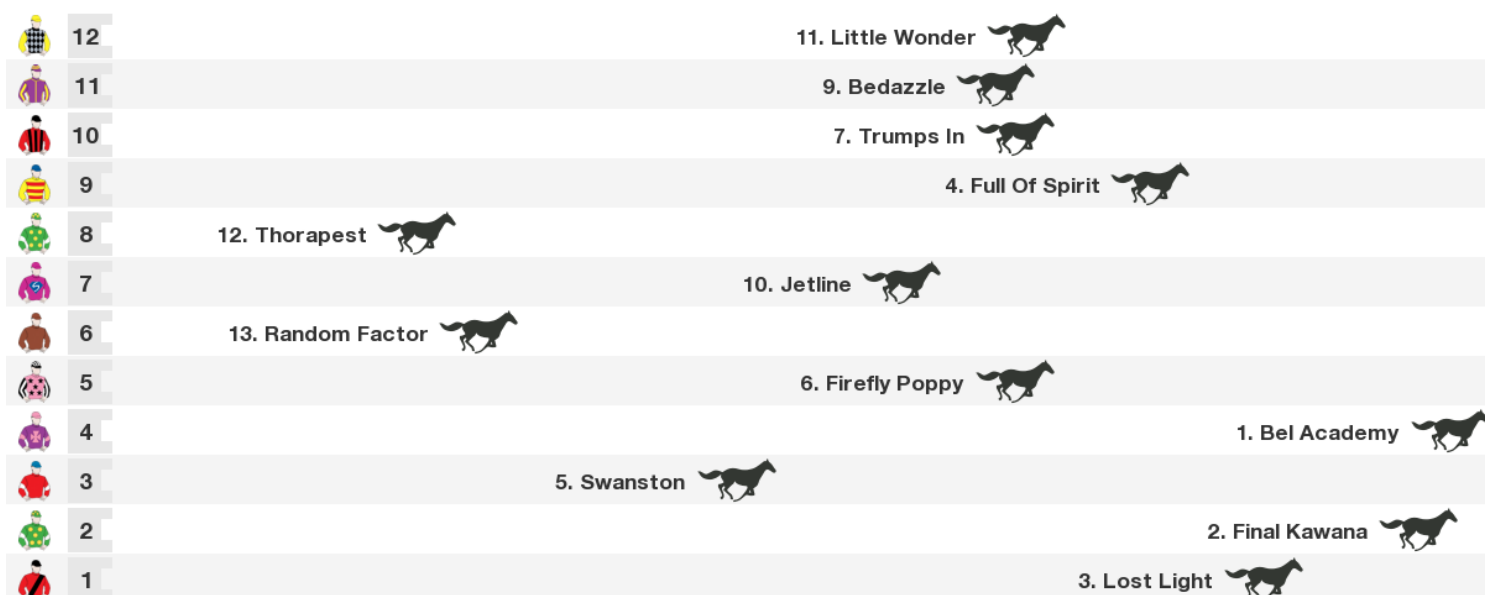 12 11. Little Wonder
11 9. Bedazzle
10 7. Trumps In
9 4. Full Of Spirit
8 12. Thorapest
7 10. Jetline
6 13. Random Factor
5 6. Firefly Poppy
4 1. Bel Academy
3 5. Swanston
2 2. Final Kawana
1 3. Lost Light